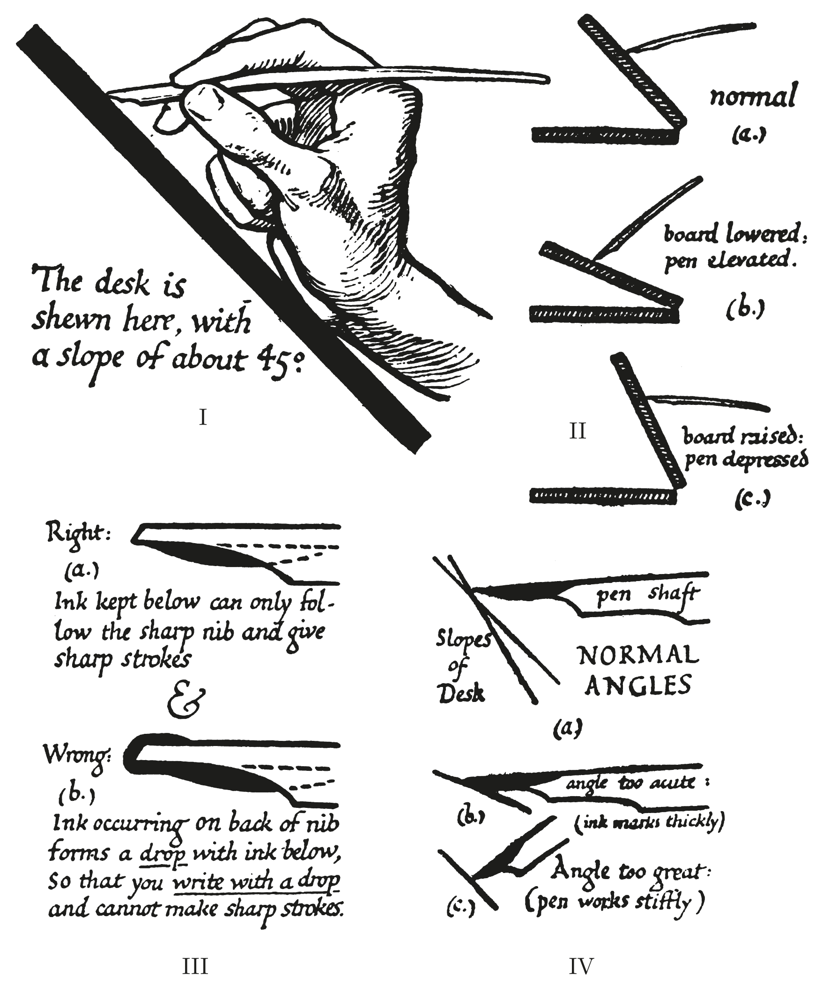 The desk is
shewn here, with
a slope of about 45º
I
normal
(a.)
board lowered:
pen elevated.
(b.)
board raised:
pen depressed
(c.)
II
Right:
(a.)
Ink kept below can only fol-
low the sharp nib and give
sharp strokes
&
Wrong:
(b.)
Ink occurring on back of nib
forms a drop with ink below,
So that you write with a drop
and cannot make sharp strokes.
III
pen shaft
Slopes
of
Desk
NORMAL
ANGLES
(a)
angle too acute:
(b.)
(ink marks thickly)
Angle too great:
(c.)
(pen works stiffly)
IV